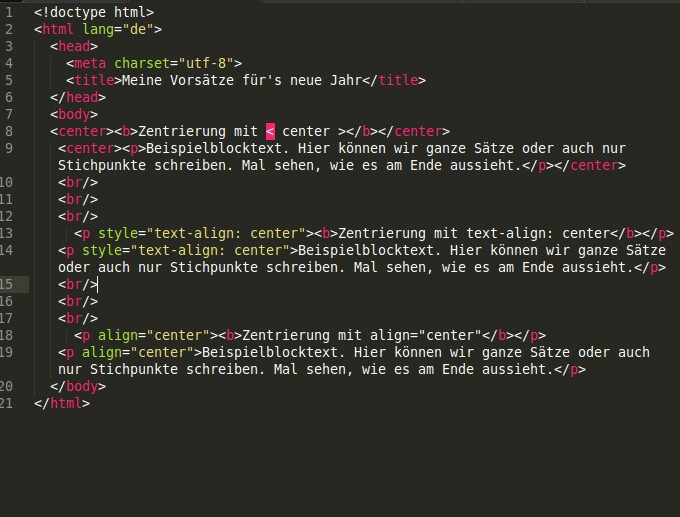 1 <!doctype html>
2 <html lang="de">
3 <head>
4 <meta charset="utf-8">
5 <title>Meine Vorsätze für's neue Jahr</title>
6 </head>
7 <body>
8 <center><b>Zentrierung mit < center ></b></center>
9 <center><p>Beispielblocktext. Hier können wir ganze Sätze oder auch nur
Stichpunkte schreiben. Mal sehen, wie es am Ende aussieht.</p></center>
10 <br/>
11 <br/>
12 <br/>
13 <p style="text-align: center"><b>Zentrierung mit text-align: center</b></p>
14 <p style="text-align: center">Beispielblocktext. Hier können wir ganze Sätze
oder auch nur Stichpunkte schreiben. Mal sehen, wie es am Ende aussieht.</p>
15 <br/>
16 <br/>
17 <br/>
18 <p align="center"><b>Zentrierung mit align="center"</b></p>
19 <p align="center">Beispielblocktext. Hier können wir ganze Sätze oder auch
nur Stichpunkte schreiben. Mal sehen, wie es am Ende aussieht.</p>
20 </body>
21 </html>